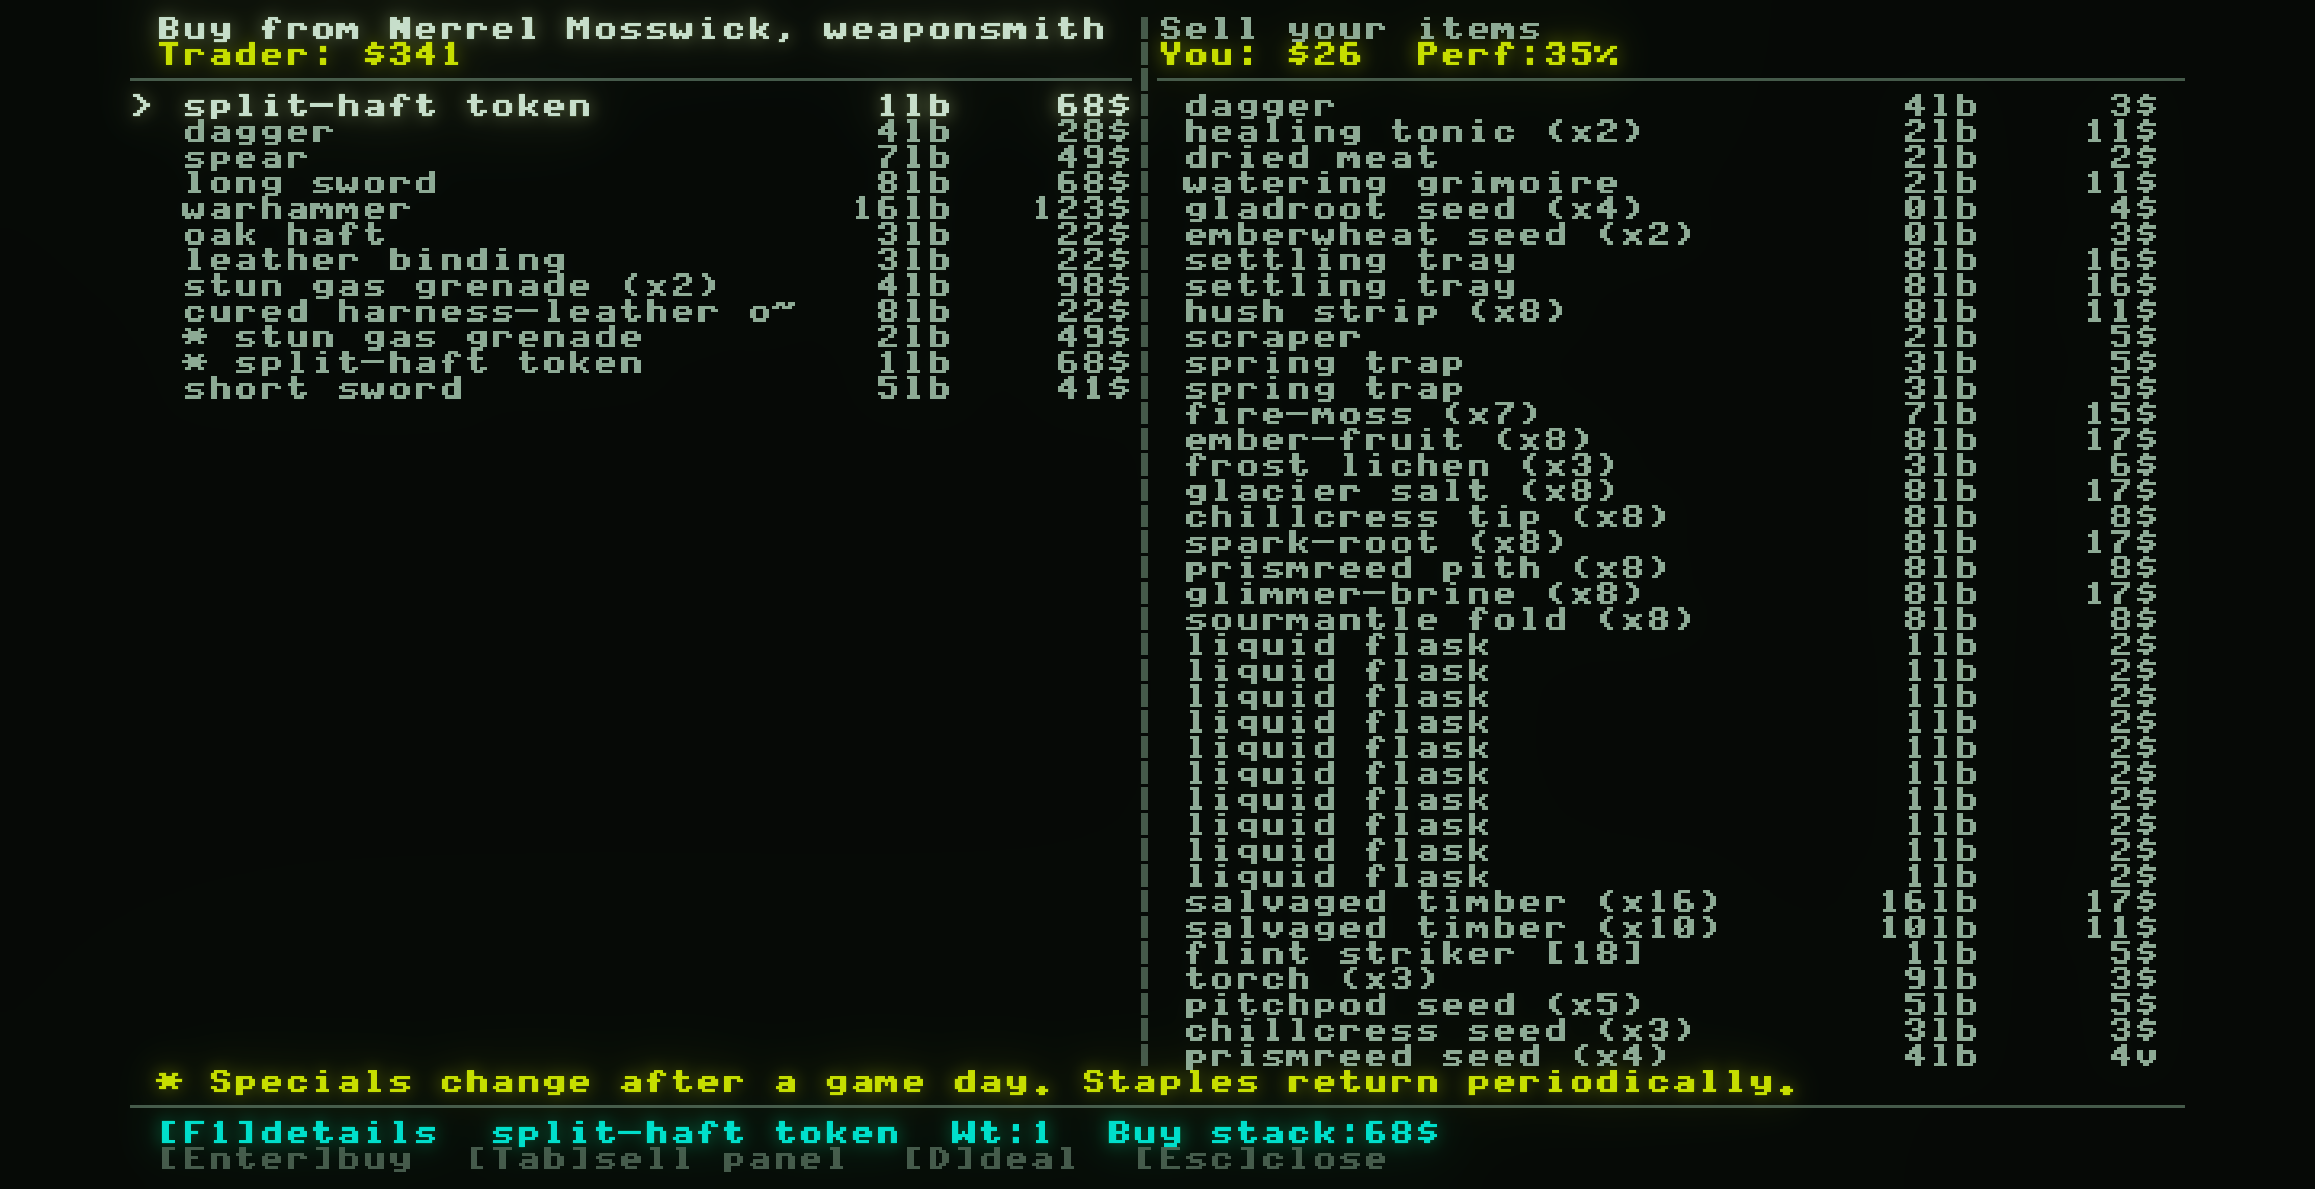 Buy from Nerrel Mosswick, weaponsmith
Trader: $341
> split-haft token 1lb 68$
dagger 4lb 28$
spear 7lb 49$
long sword 8lb 68$
warhammer 16lb 123$
oak haft 3lb 22$
leather binding 3lb 22$
stun gas grenade (x2) 4lb 98$
cured harness-leather o~ 8lb 22$
* stun gas grenade 2lb 49$
* split-haft token 1lb 68$
short sword 5lb 41$
Sell your items
You: $26 Perf:35%
dagger 4lb 3$
healing tonic (x2) 2lb 11$
dried meat 2lb 2$
watering grimoire 2lb 11$
gladroot seed (x4) 0lb 4$
emberwheat seed (x2) 0lb 3$
settling tray 8lb 16$
settling tray 8lb 16$
hush strip (x8) 8lb 11$
scraper 2lb 5$
spring trap 3lb 5$
spring trap 3lb 5$
fire-moss (x7) 7lb 15$
ember-fruit (x8) 8lb 17$
frost lichen (x3) 3lb 6$
glacier salt (x8) 8lb 17$
chillcress tip (x8) 8lb 8$
spark-root (x8) 8lb 17$
prismreed pith (x8) 8lb 8$
glimmer-brine (x8) 8lb 17$
sourmantle fold (x8) 8lb 8$
liquid flask 1lb 2$
liquid flask 1lb 2$
liquid flask 1lb 2$
liquid flask 1lb 2$
liquid flask 1lb 2$
liquid flask 1lb 2$
liquid flask 1lb 2$
liquid flask 1lb 2$
liquid flask 1lb 2$
liquid flask 1lb 2$
salvaged timber (x16) 16lb 17$
salvaged timber (x10) 10lb 11$
flint striker [18] 1lb 5$
torch (x3) 9lb 3$
pitchpod seed (x5) 5lb 5$
chillcress seed (x3) 3lb 3$
prismreed seed (x4) 4lb 4v
* Specials change after a game day. Staples return periodically.
[F1]details split-haft token Wt:1 Buy stack:68$
[Enter]buy [Tab]sell panel [D]deal [Esc]close